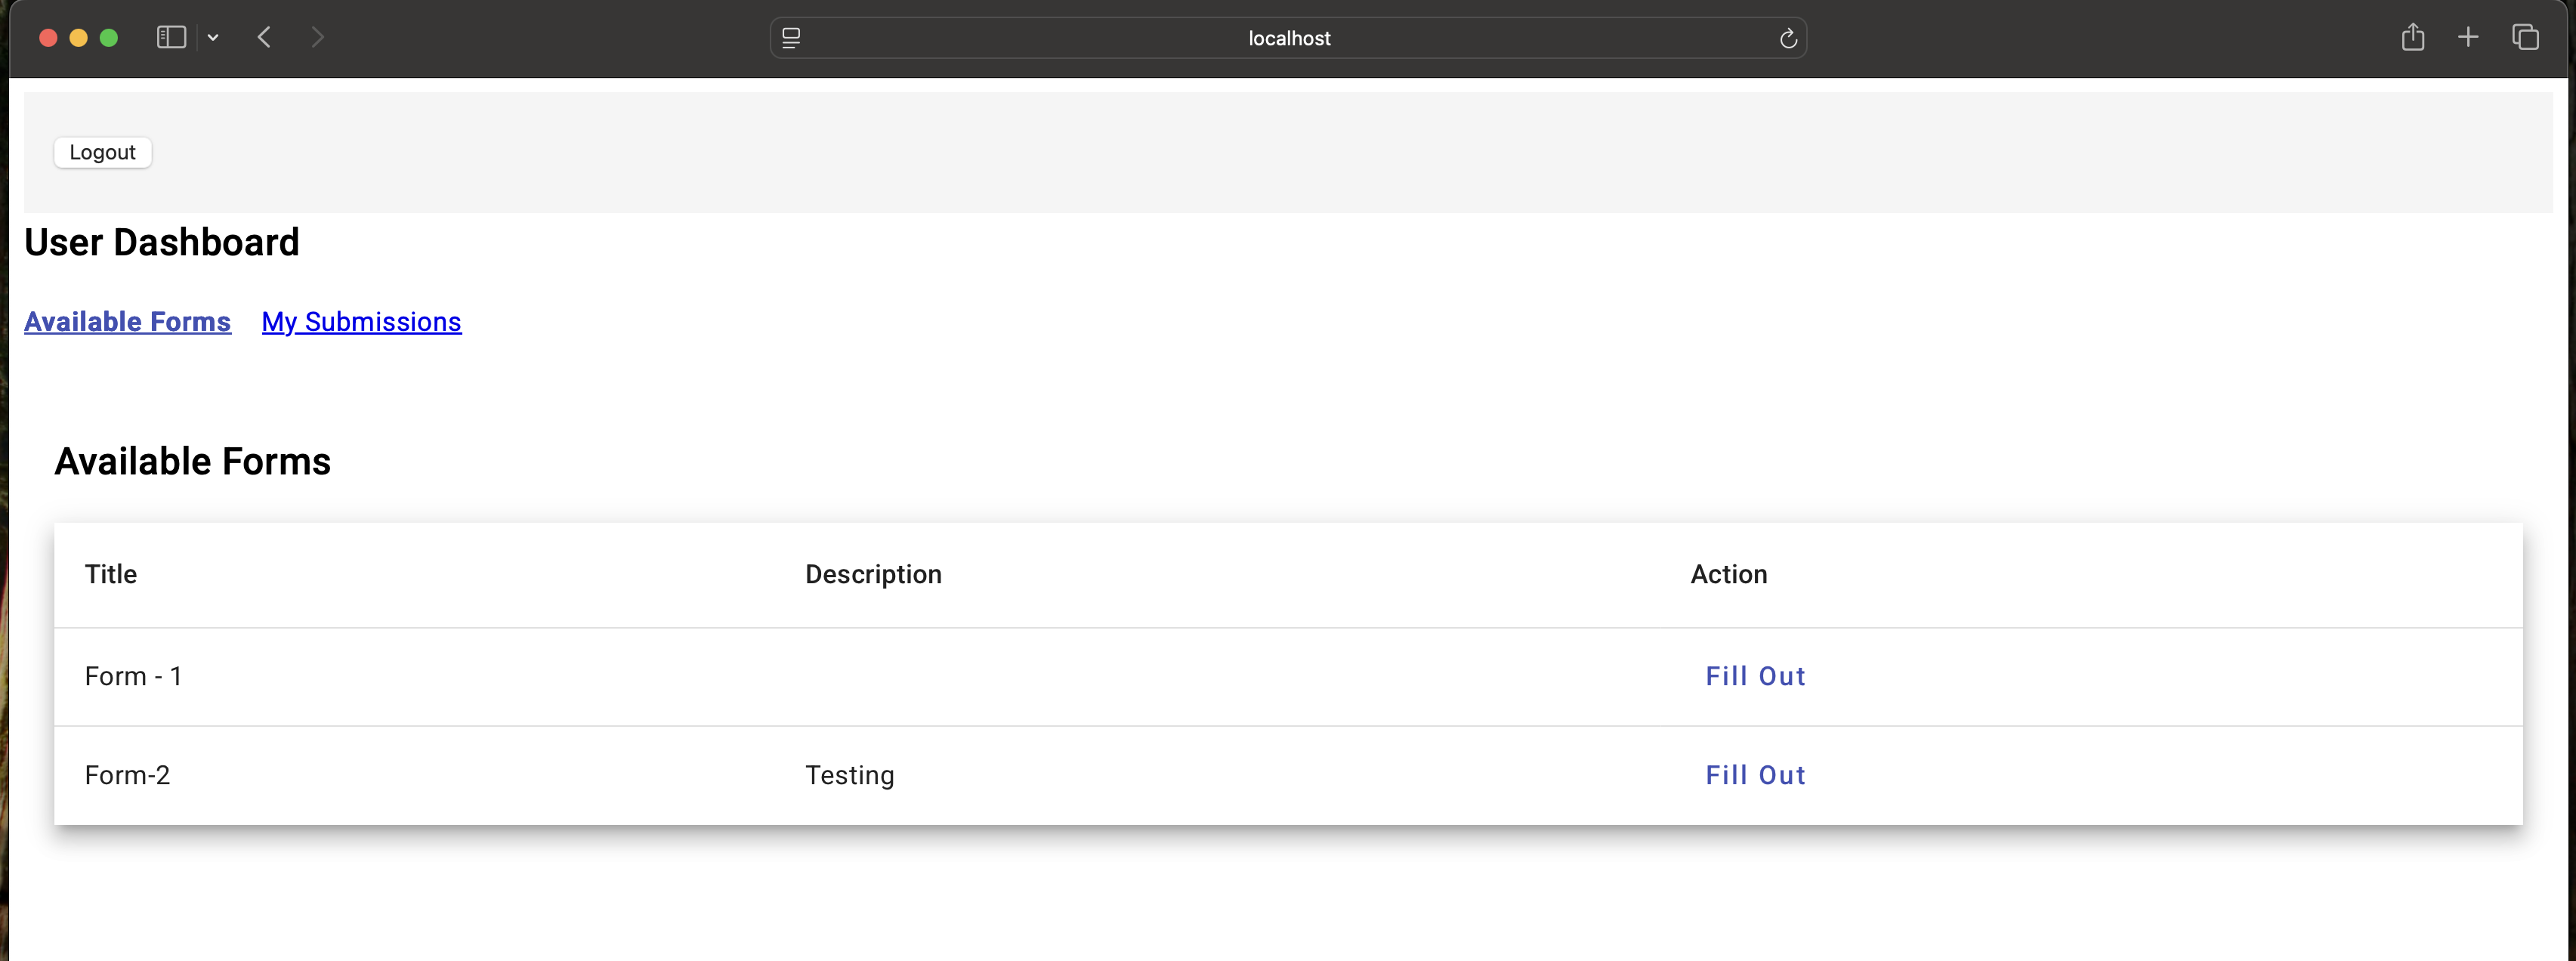 localhost
Logout
User Dashboard
Available Forms My Submissions
Available Forms
Title Description Action
Form - 1 Fill Out
Form-2 Testing Fill Out